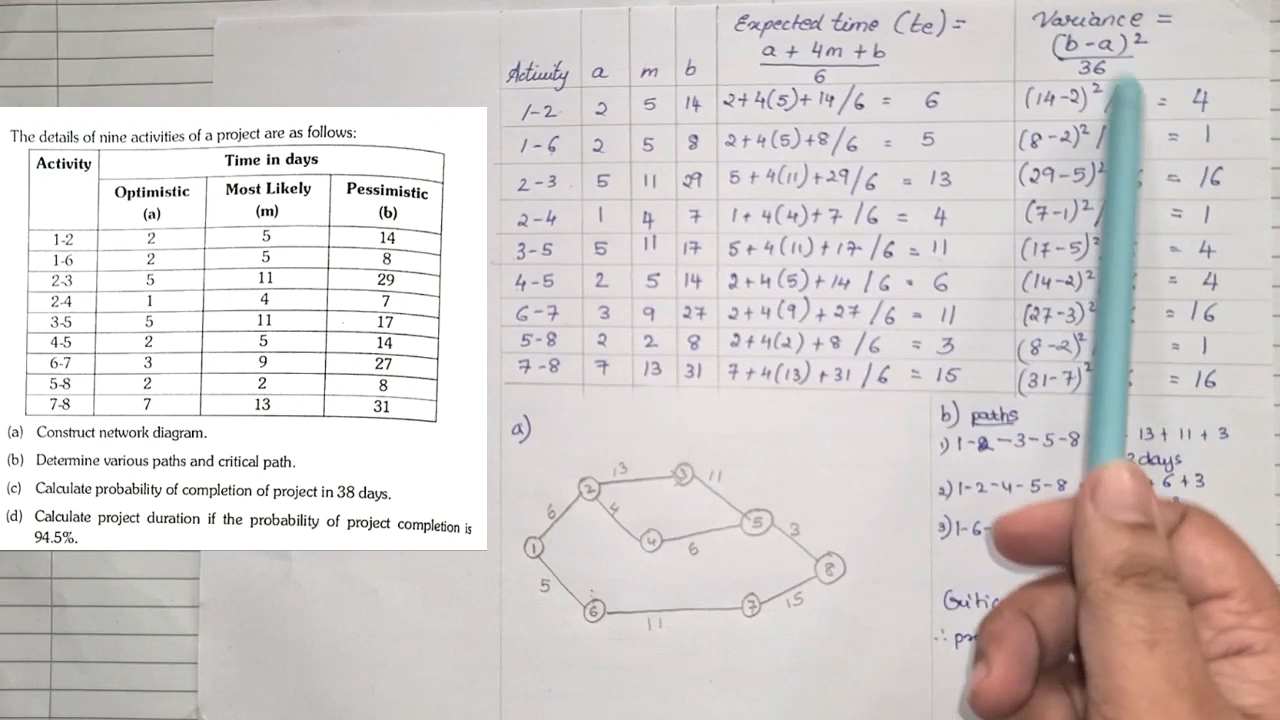 The details of nine activities of a project are as follows:
Activity Time in days
Optimistic (a) Most Likely (m) Pessimistic (b)
1-2 2 5 14
1-6 2 5 8
2-3 5 11 29
2-4 1 4 7
3-5 5 11 17
4-5 2 5 14
6-7 3 9 27
5-8 2 2 8
7-8 7 13 31
(a) Construct network diagram.
(b) Determine various paths and critical path.
(c) Calculate probability of completion of project in 38 days.
(d) Calculate project duration if the probability of project completion is
94.5%.
Activity a m b Expected time (te) = a + 4m + b / 6 Variance = (b-a)² / 36
1-2 2 5 14 2+4(5)+14/6 = 6 (14-2)² / = 4
1-6 2 5 8 2+4(5)+8/6 = 5 (8-2)² / = 1
2-3 5 11 29 5+4(11)+29/6 = 13 (29-5)² = 16
2-4 1 4 7 1+4(4)+7/6 = 4 (7-1)² / = 1
3-5 5 11 17 5+4(11)+17/6 = 11 (17-5)² = 4
4-5 2 5 14 2+4(5)+14/6 = 6 (14-2)² = 4
6-7 3 9 27 2+4(9)+27/6 = 11 (27-3)² = 16
5-8 2 2 8 2+4(2)+8/6 = 3 (8-2)² = 1
7-8 7 13 31 7+4(13)+31/6 = 15 (31-7)² = 16
a)
13
2 3 11
6 4
4 5 3
1 6
8
5
6 7 15
11
b) paths
1) 1-2-3-5-8 13+11+3
days
2) 1-2-4-5-8 6+3
3) 1-6-